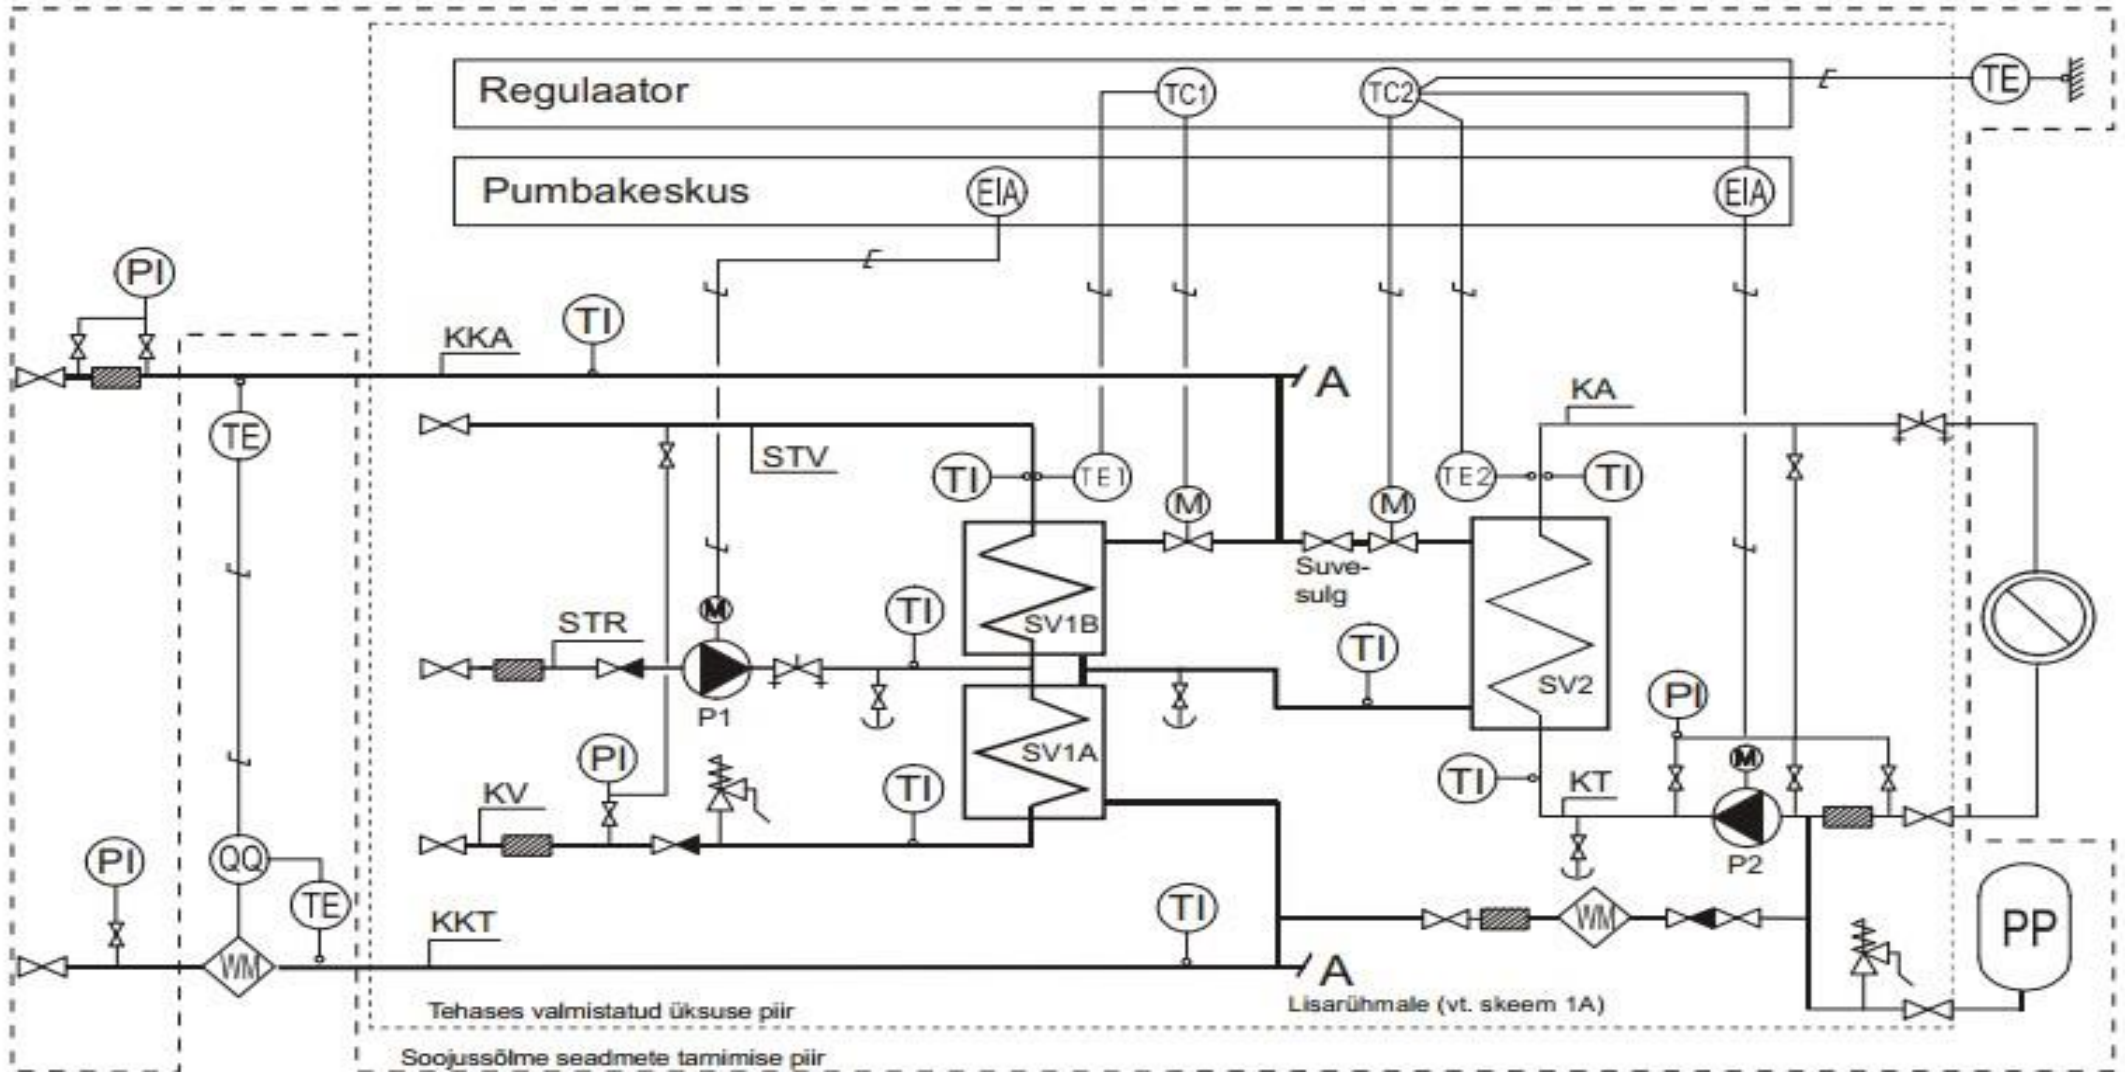 Regulaator
TC1
TC2
TE
Pumbakeskus
EIA
EIA
PI
TI
KKA
A
KA
TE
STV
TI
TE1
TE2
TI
M
M
Suve-
sulg
STR
M
TI
SV1B
TI
SV2
P1
PI
PI
SV1A
M
TI
KT
KV
TI
P2
PI
QQ
TE
KKT
TI
WM
PP
WM
A
Tehases valmistatud üksuse piir
Lisarühmale (vt. skeem 1A)
Soojussõlme seadmete tarnimise piir